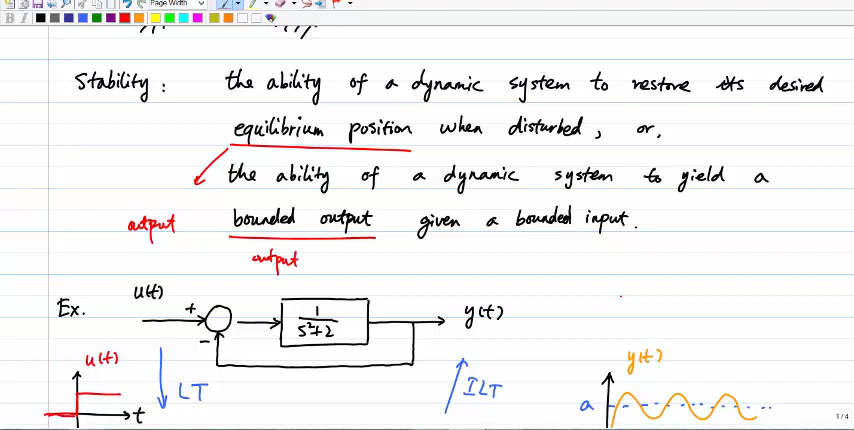 Page Width
B I
Stability: the ability of a dynamic system to restore its desired
equilibrium position when disturbed, or,
the ability of a dynamic system to yield a
output bounded output given a bounded input.
output
Ex. u(t) + - 1/(s²+2) y(t)
u(t) t LT ILT y(t) a
1 / 4